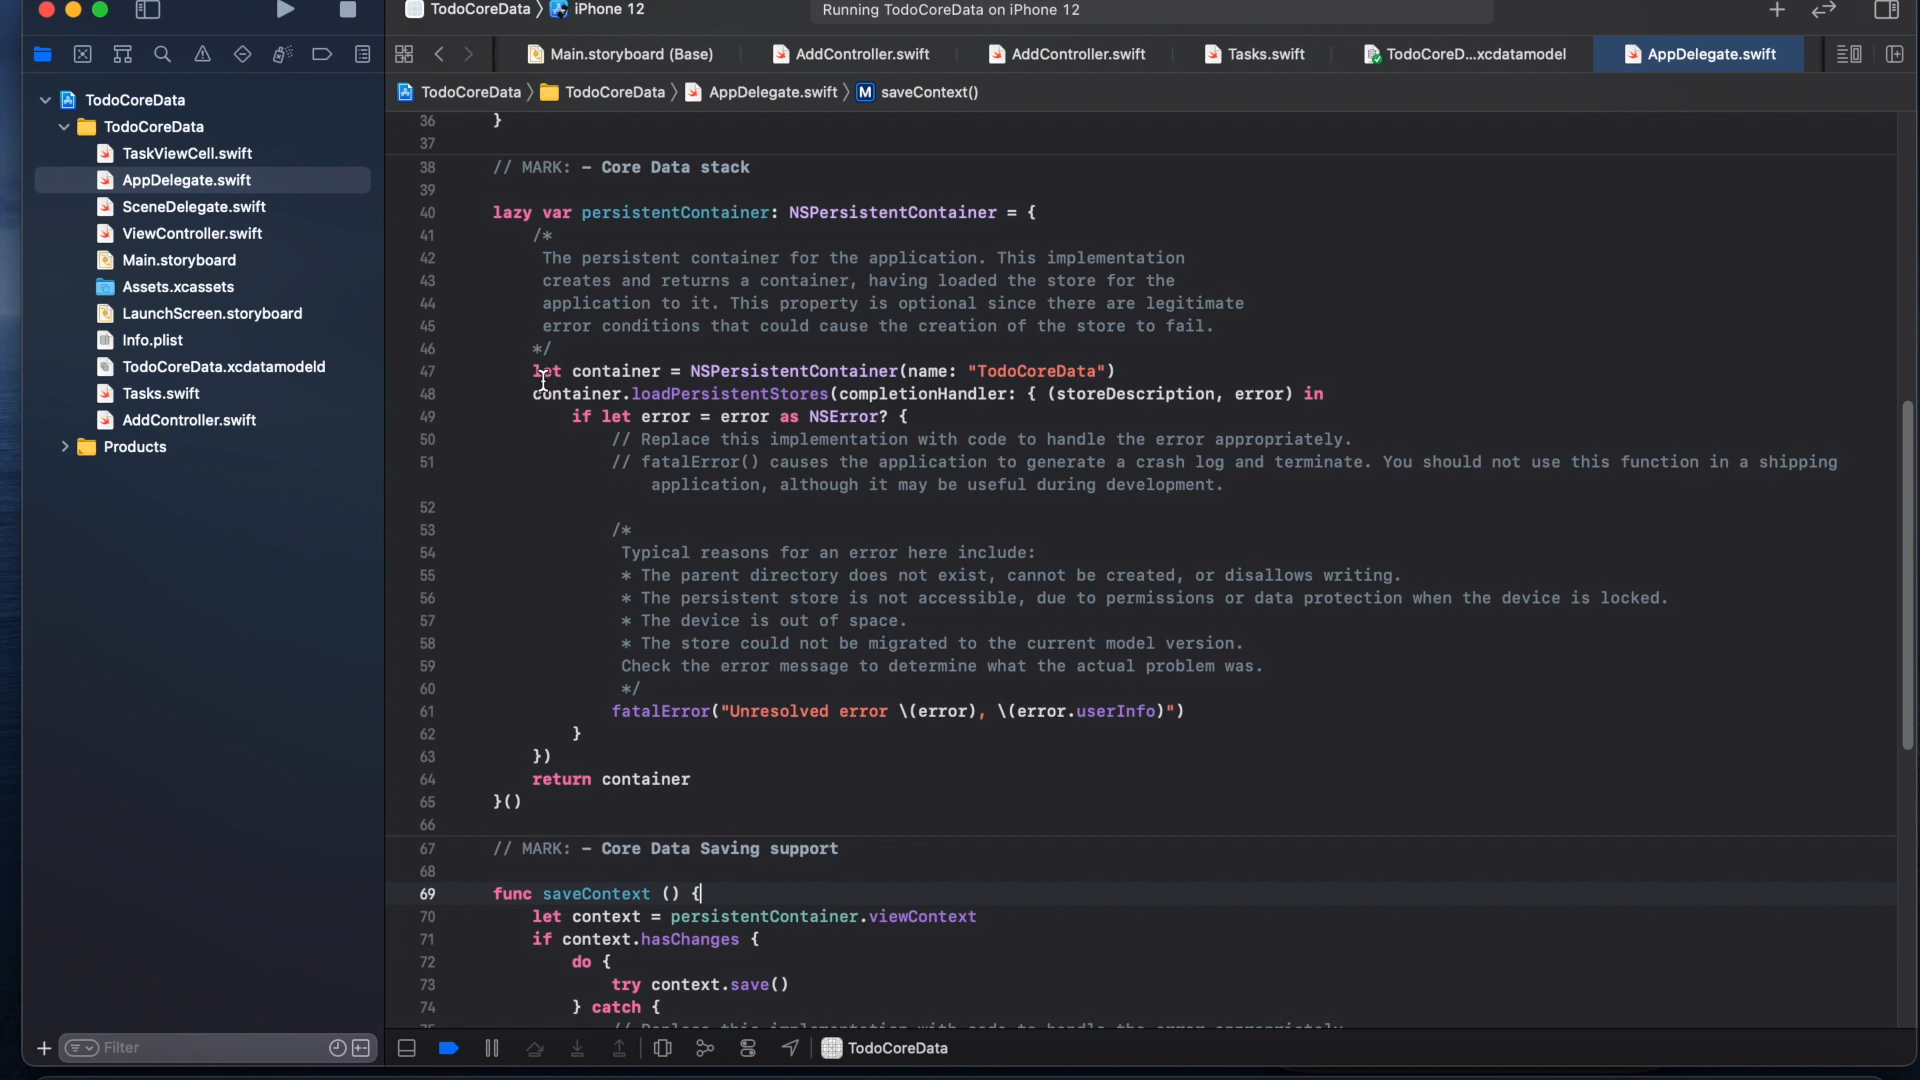 TodoCoreData
iPhone 12
Running TodoCoreData on iPhone 12
Main.storyboard (Base)
AddController.swift
AddController.swift
Tasks.swift
TodoCoreD...xcdatamodel
AppDelegate.swift
TodoCoreData
TodoCoreData
AppDelegate.swift
M saveContext()
TodoCoreData
TodoCoreData
TaskViewCell.swift
AppDelegate.swift
SceneDelegate.swift
ViewController.swift
Main.storyboard
Assets.xcassets
LaunchScreen.storyboard
Info.plist
TodoCoreData.xcdatamodeld
Tasks.swift
AddController.swift
Products
Filter
36 }
37
38 // MARK: - Core Data stack
39
40 lazy var persistentContainer: NSPersistentContainer = {
41 /*
42 The persistent container for the application. This implementation
43 creates and returns a container, having loaded the store for the
44 application to it. This property is optional since there are legitimate
45 error conditions that could cause the creation of the store to fail.
46 */
47 let container = NSPersistentContainer(name: "TodoCoreData")
48 container.loadPersistentStores(completionHandler: { (storeDescription, error) in
49 if let error = error as NSError? {
50 // Replace this implementation with code to handle the error appropriately.
51 // fatalError() causes the application to generate a crash log and terminate. You should not use this function in a shipping
application, although it may be useful during development.
52
53 /*
54 Typical reasons for an error here include:
55 * The parent directory does not exist, cannot be created, or disallows writing.
56 * The persistent store is not accessible, due to permissions or data protection when the device is locked.
57 * The device is out of space.
58 * The store could not be migrated to the current model version.
59 Check the error message to determine what the actual problem was.
60 */
61 fatalError("Unresolved error \(error), \(error.userInfo)")
62 }
63 })
64 return container
65 }()
66
67 // MARK: - Core Data Saving support
68
69 func saveContext () {
70 let context = persistentContainer.viewContext
71 if context.hasChanges {
72 do {
73 try context.save()
74 } catch {
75 // Replace this implementation with code to handle the error appropriately.
TodoCoreData